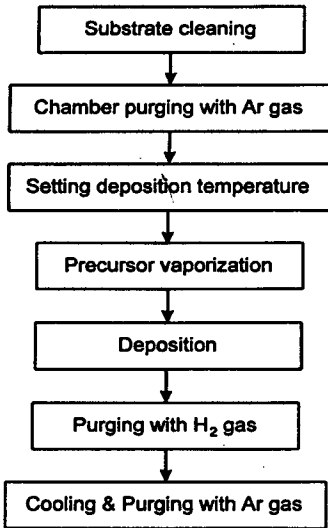 Substrate cleaning
Chamber purging with Ar gas
Setting deposition temperature
Precursor vaporization
Deposition
Purging with H₂ gas
Cooling & Purging with Ar gas